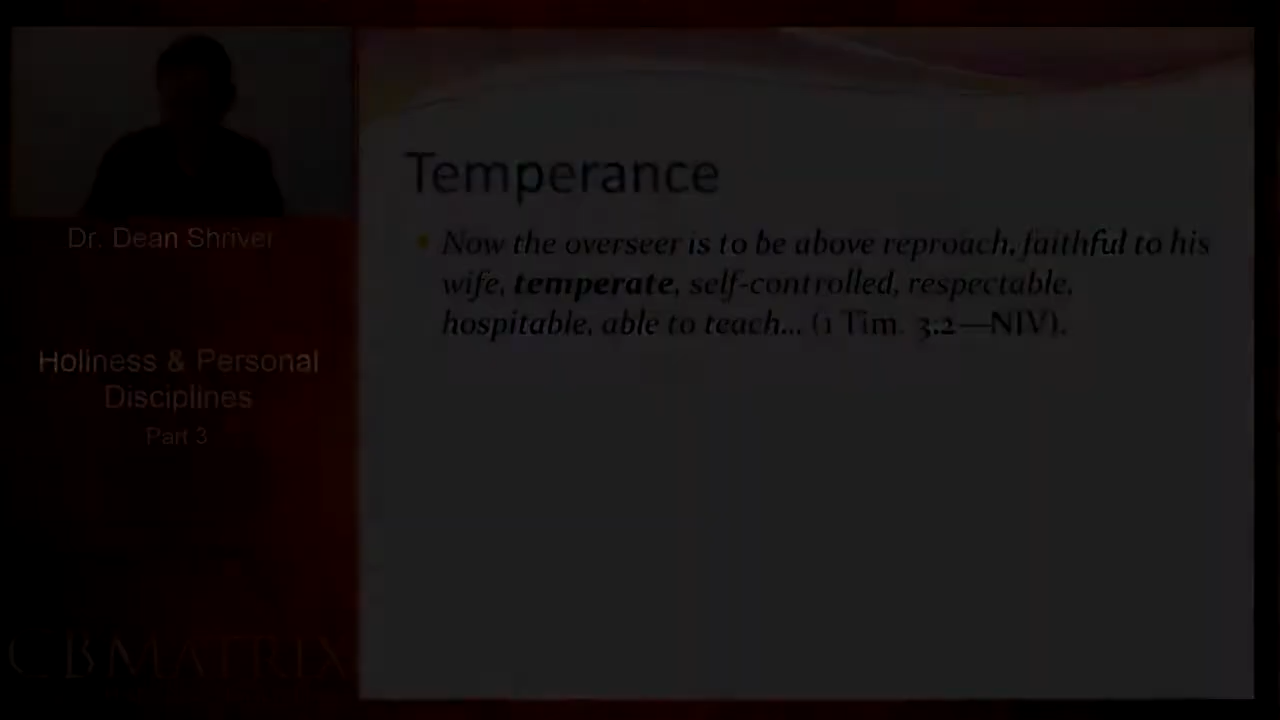 Dr. Dean Shriver
Holiness & Personal
Disciplines
Part 3
CBMATRIX
Temperance
Now the overseer is to be above reproach, faithful to his
wife, temperate, self-controlled, respectable,
hospitable, able to teach... (1 Tim. 3:2—NIV).